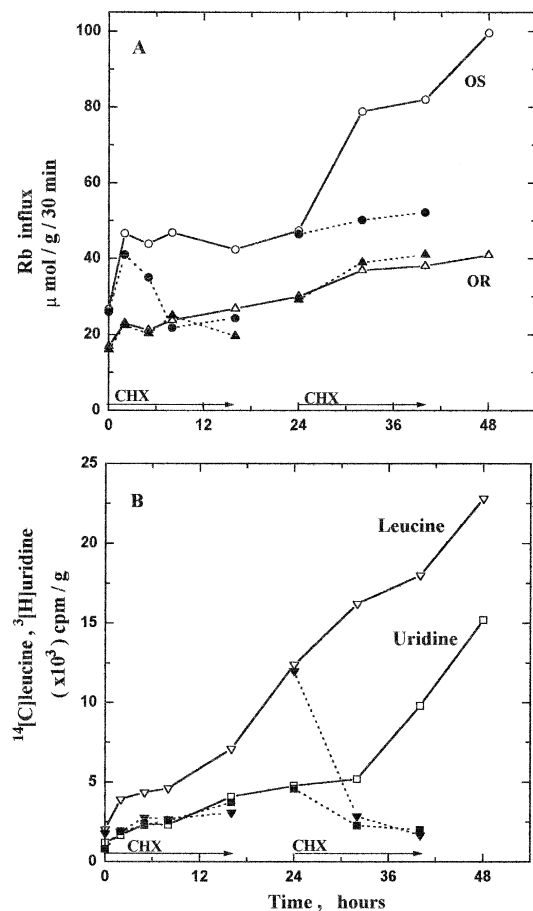 100
80
60
40
20
0
Rb influx
μ mol / g / 30 min
A
OS
OR
CHX
CHX
0
12
24
36
48
25
20
15
10
5
0
¹⁴[C]leucine , ³[H]uridine
( x10³ ) cpm / g
B
Leucine
Uridine
CHX
CHX
0
12
24
36
48
Time , hours